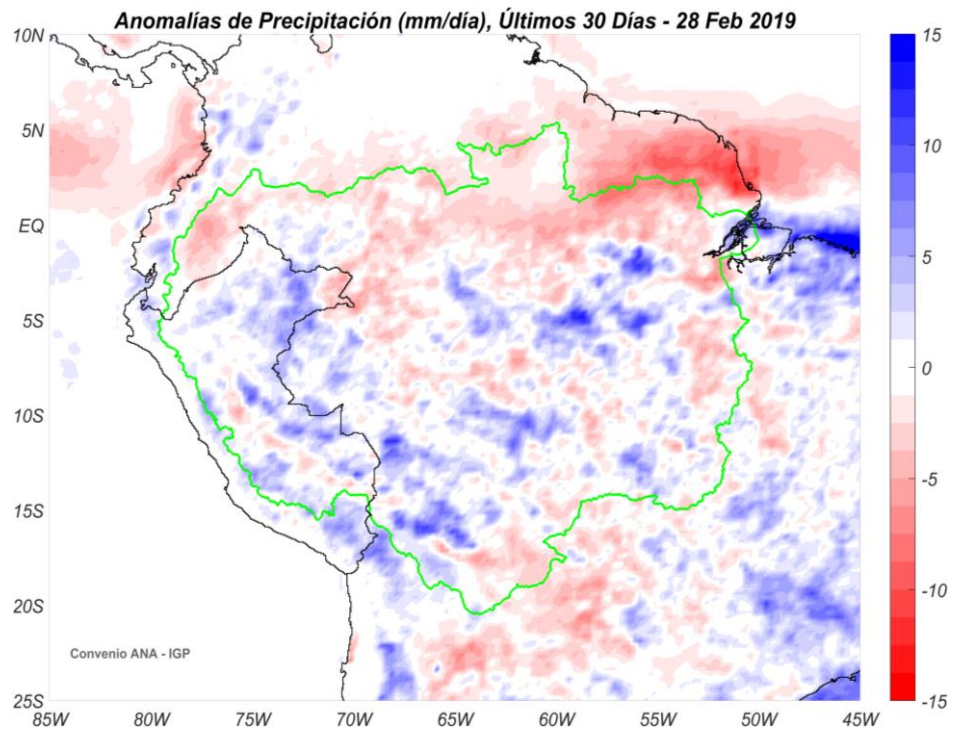 Anomalías de Precipitación (mm/día), Últimos 30 Días - 28 Feb 2019
10N
5N
EQ
5S
10S
15S
20S
25S
85W 80W 75W 70W 65W 60W 55W 50W 45W
15
10
5
0
-5
-10
-15
Convenio ANA - IGP